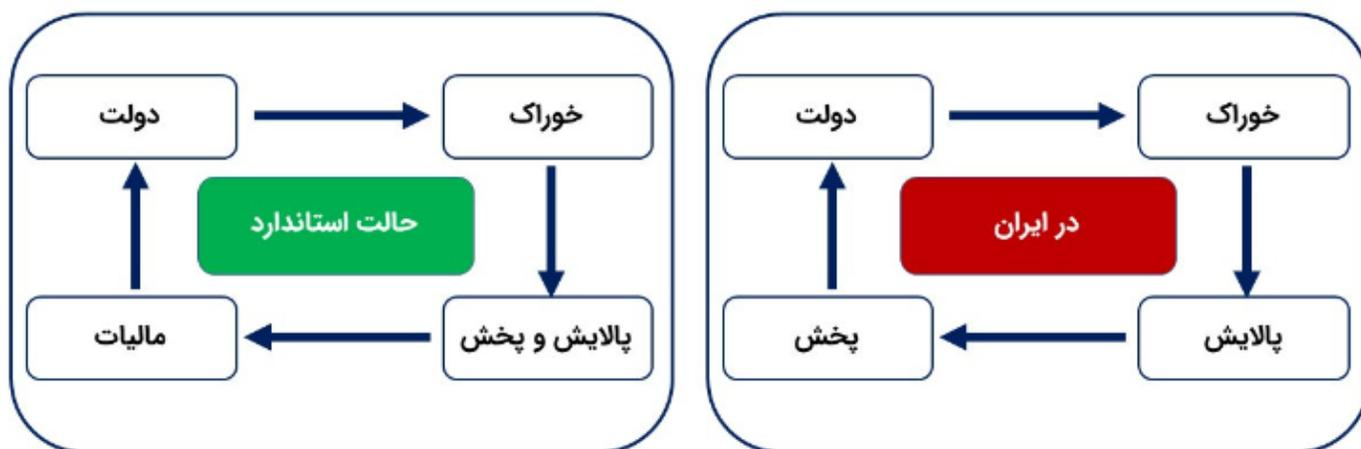 در ایران
دولت
خوراک
پالایش
پخش
حالت استاندارد
دولت
خوراک
پالایش و پخش
مالیات